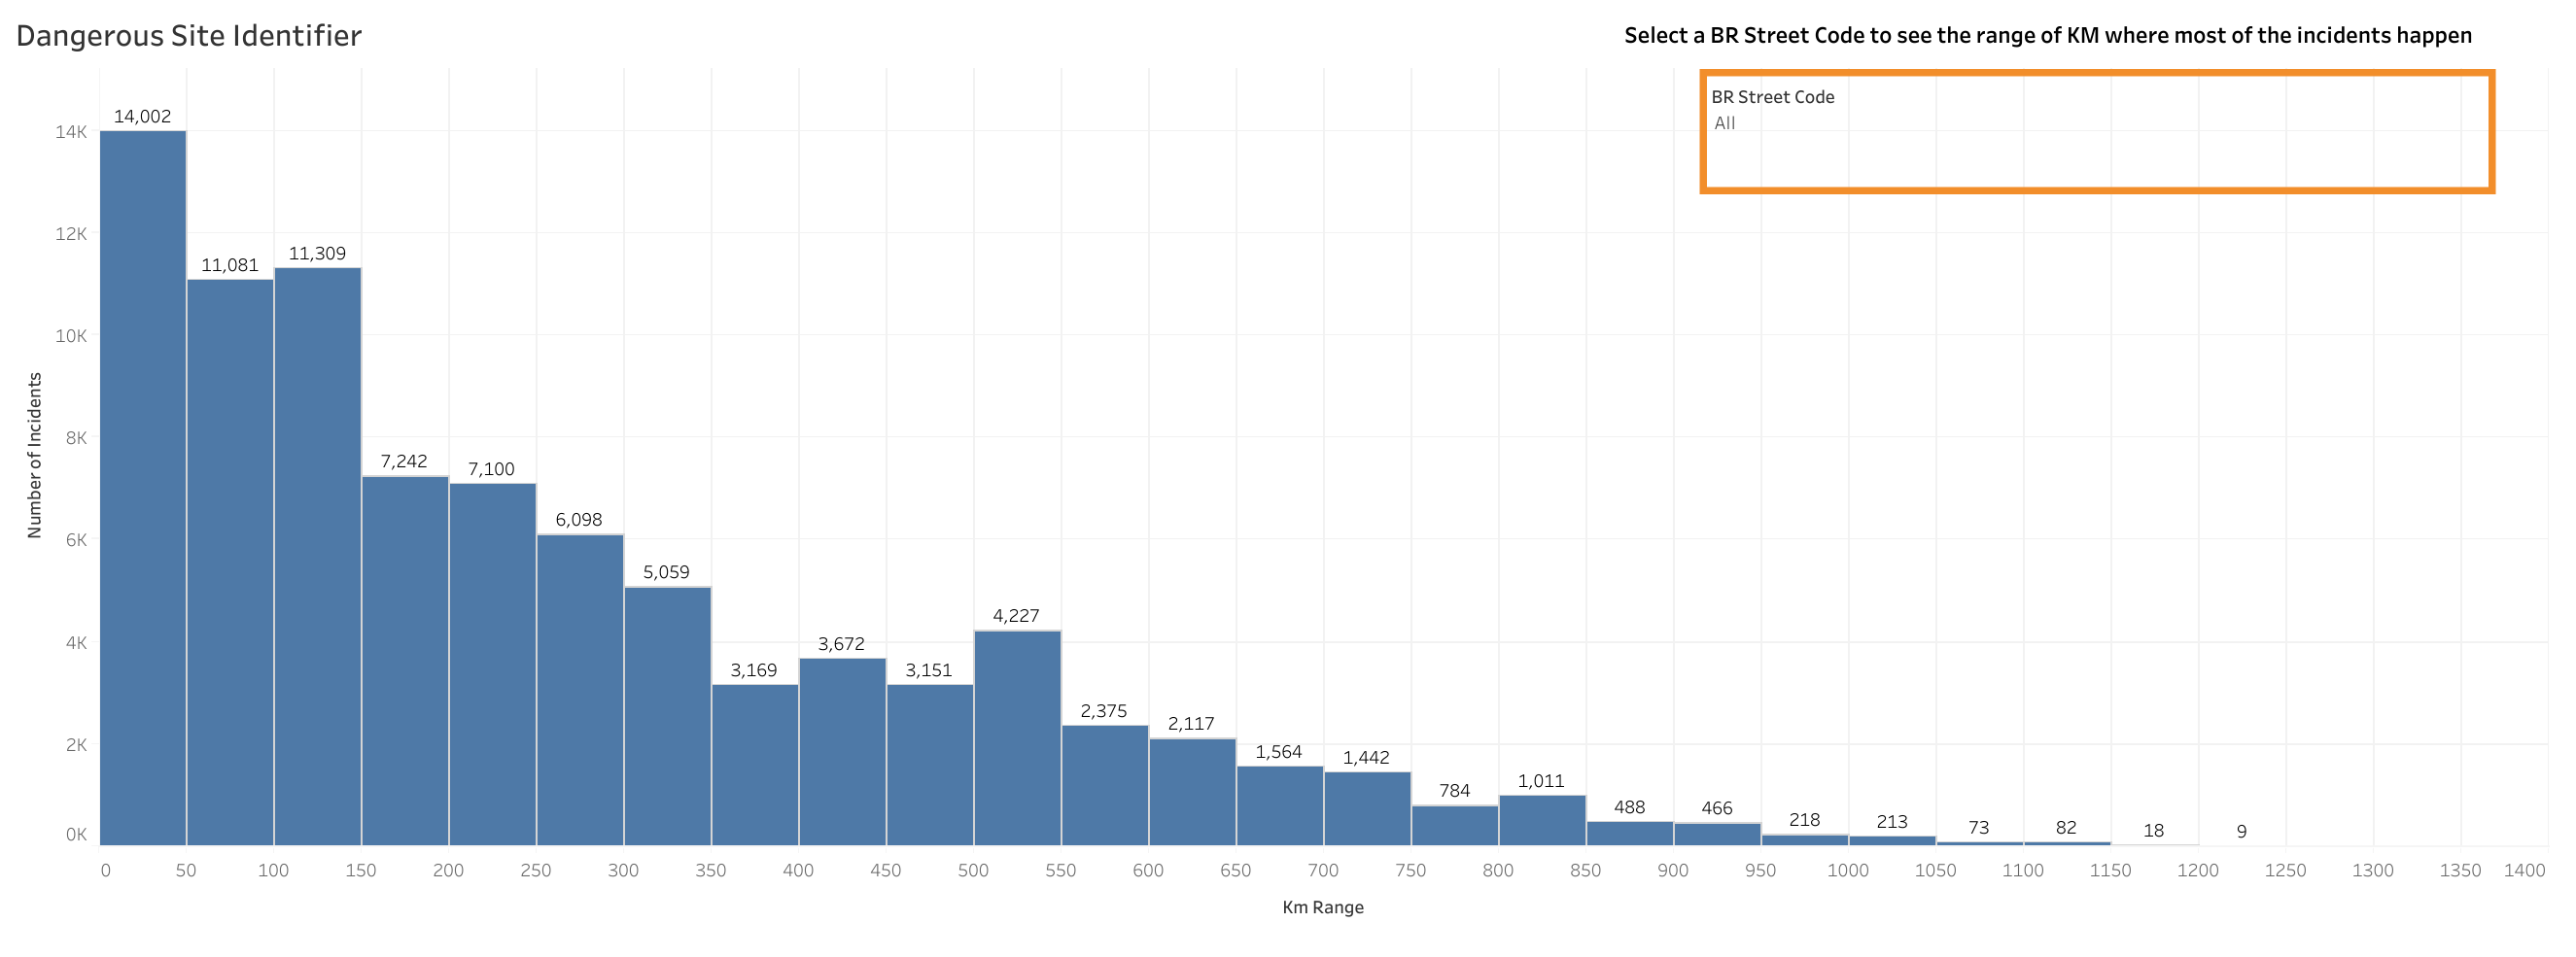 Dangerous Site Identifier
Select a BR Street Code to see the range of KM where most of the incidents happen
BR Street Code
All
Number of Incidents
14K
12K
10K
8K
6K
4K
2K
0K
14,002
11,081
11,309
7,242
7,100
6,098
5,059
3,169
3,672
3,151
4,227
2,375
2,117
1,564
1,442
784
1,011
488
466
218
213
73
82
18
9
0 50 100 150 200 250 300 350 400 450 500 550 600 650 700 750 800 850 900 950 1000 1050 1100 1150 1200 1250 1300 1350 1400
Km Range